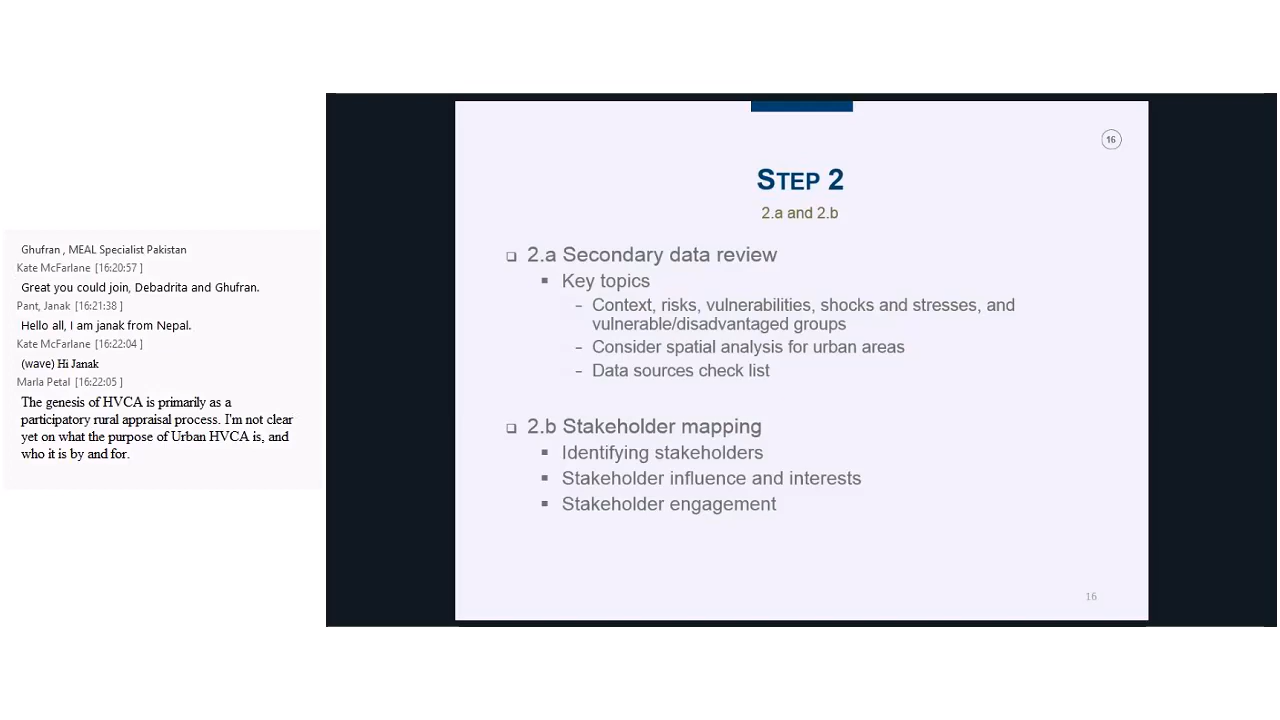 Ghufran , MEAL Specialist Pakistan
Kate McFarlane [16:20:57 ]
Great you could join, Debadrita and Ghufran.
Pant, Janak [16:21:38 ]
Hello all, I am janak from Nepal.
Kate McFarlane [16:22:04 ]
(wave) Hi Janak
Marla Petal [16:22:05 ]
The genesis of HVCA is primarily as a
participatory rural appraisal process. I'm not clear
yet on what the purpose of Urban HVCA is, and
who it is by and for.
16
STEP 2
2.a and 2.b
2.a Secondary data review
Key topics
Context, risks, vulnerabilities, shocks and stresses, and
vulnerable/disadvantaged groups
Consider spatial analysis for urban areas
Data sources check list
2.b Stakeholder mapping
Identifying stakeholders
Stakeholder influence and interests
Stakeholder engagement
16